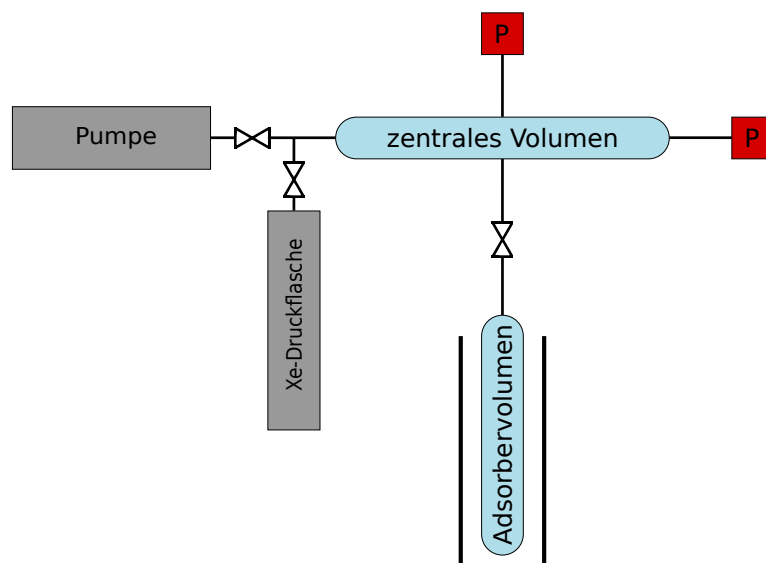 P
Pumpe
zentrales Volumen
P
Xe-Druckflasche
Adsorbervolumen